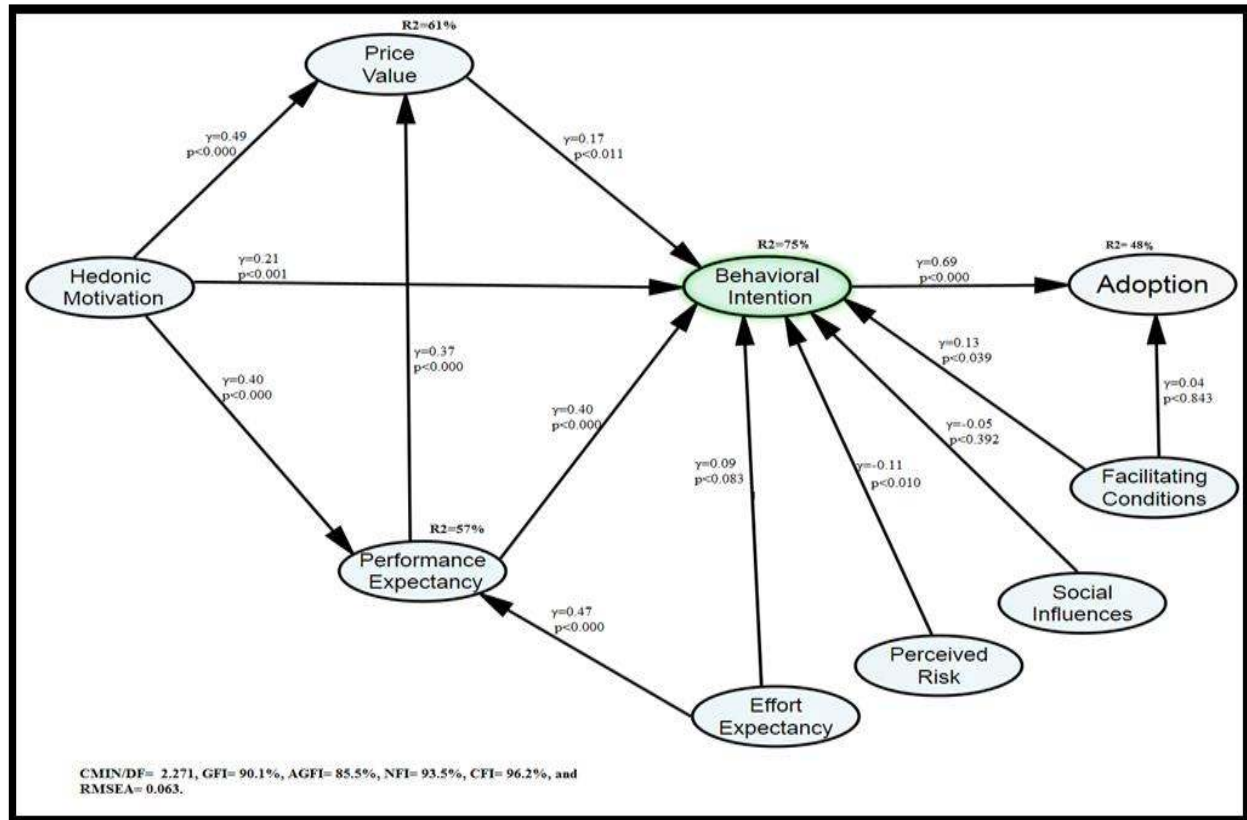 R2=61%
Price
Value
γ=0.49
p<0.000
γ=0.17
p<0.011
R2=75%
R2= 48%
Hedonic
Motivation
γ=0.21
p<0.001
Behavioral
Intention
γ=0.69
p<0.000
Adoption
γ=0.37
p<0.000
γ=0.13
p<0.039
γ=0.40
p<0.000
γ=0.04
p<0.843
γ=0.40
p<0.000
γ=-0.05
p<0.392
γ=0.09
p<0.083
γ=-0.11
p<0.010
Facilitating
Conditions
R2=57%
Performance
Expectancy
Social
Influences
γ=0.47
p<0.000
Perceived
Risk
Effort
Expectancy
CMIN/DF= 2.271, GFI= 90.1%, AGFI= 85.5%, NFI= 93.5%, CFI= 96.2%, and
RMSEA= 0.063.